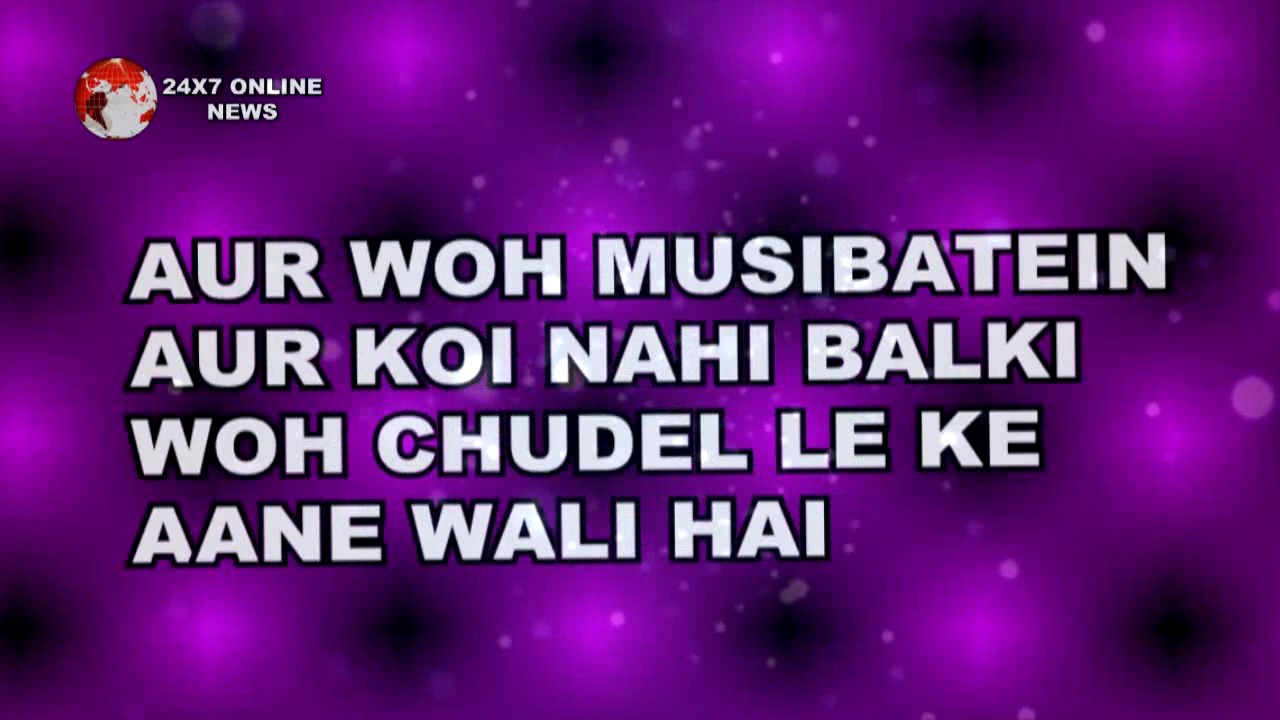 24X7 ONLINE
NEWS
AUR WOH MUSIBATEIN
AUR KOI NAHI BALKI
WOH CHUDEL LE KE
AANE WALI HAI